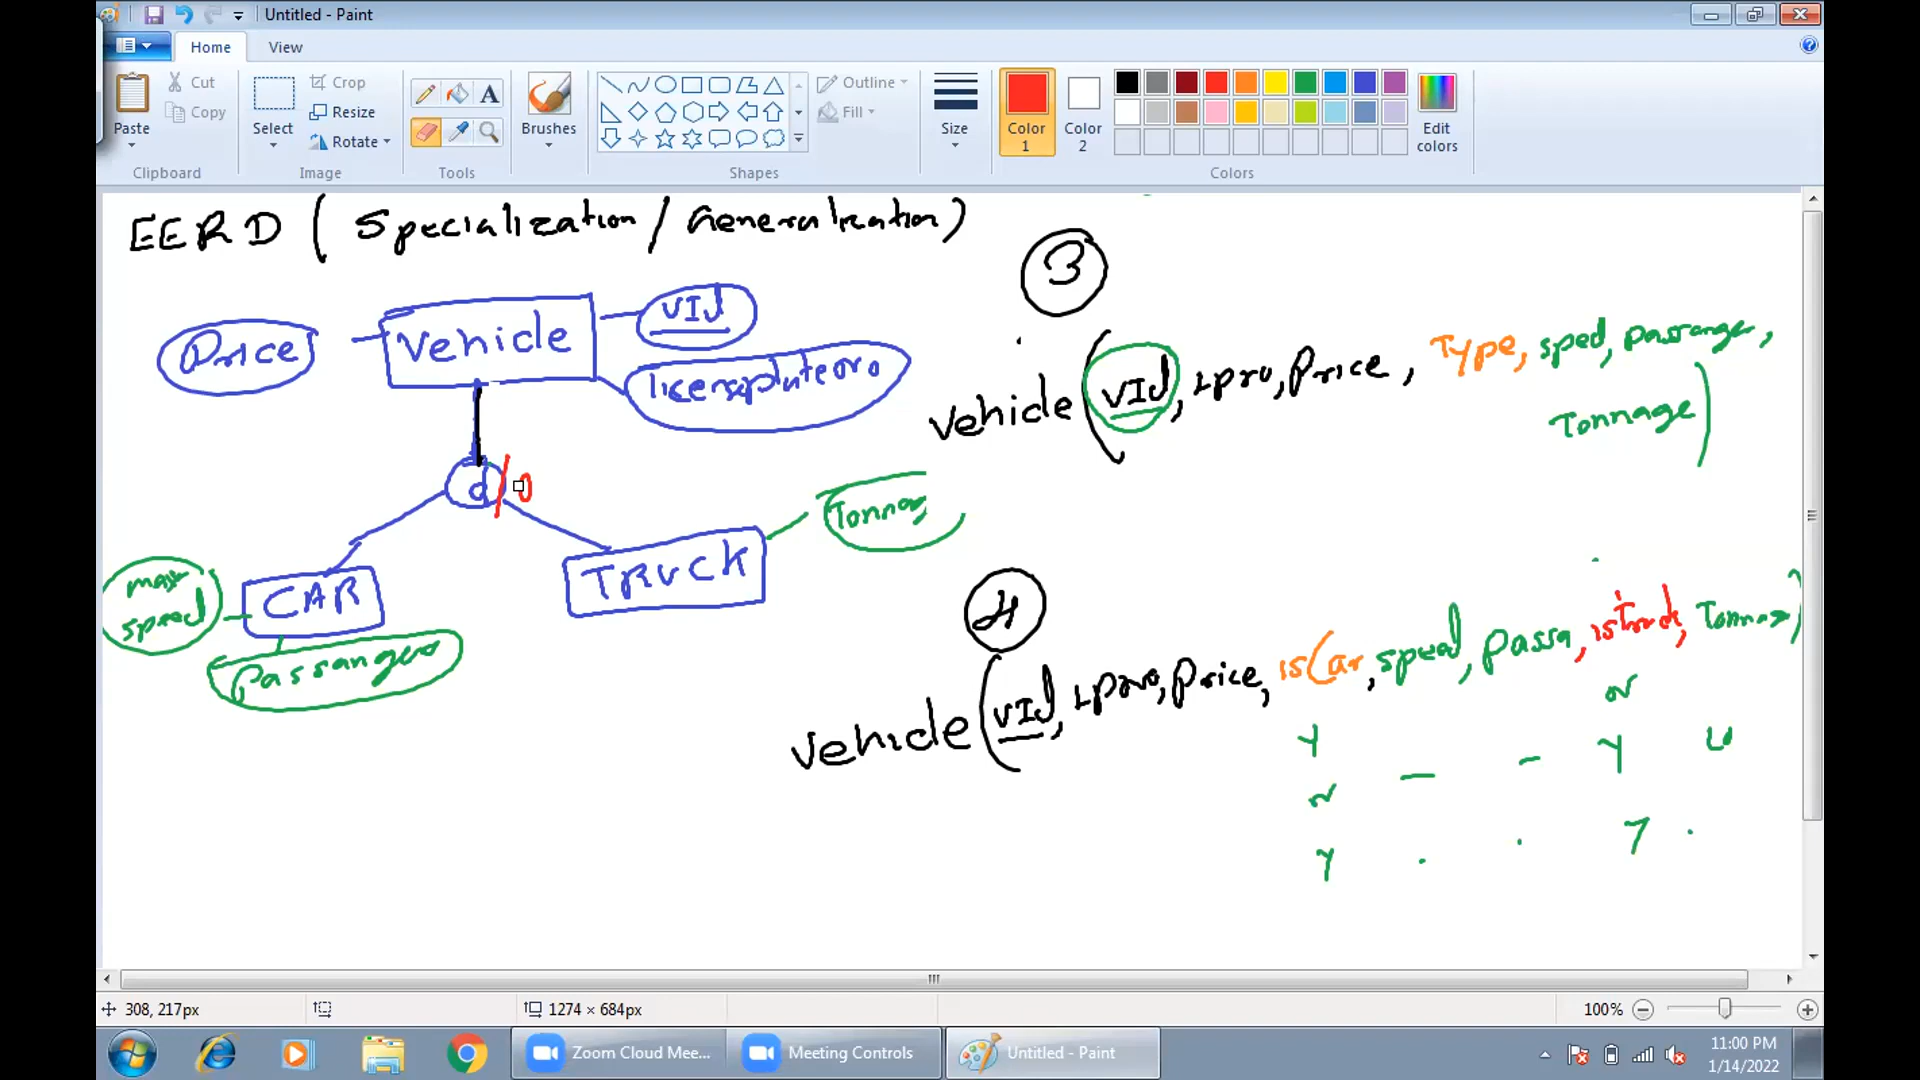 Untitled - Paint
Home View
Paste
Cut
Copy
Clipboard
Select
Crop
Resize
Rotate
Image
A
Tools
Brushes
Outline
Fill
Shapes
Size
Color 1
Color 2
Edit colors
Colors
EERD ( Specialization / Generalization )
Price
Vehicle
VId
d / 0
CAR
TRUCK
max speed
Tonnag
3
Vehicle ( VId, Lpno, Price, Type, sped, passanger,
Tonnage )
4
Vehicle ( VId, Lpno, Price, isCar, speed, passa, istruck, Tonnage )
N
Y — - Y
N
Y . . Y .
308, 217px
1274 × 684px
100%
Zoom Cloud Mee...
Meeting Controls
Untitled - Paint
11:00 PM
1/14/2022